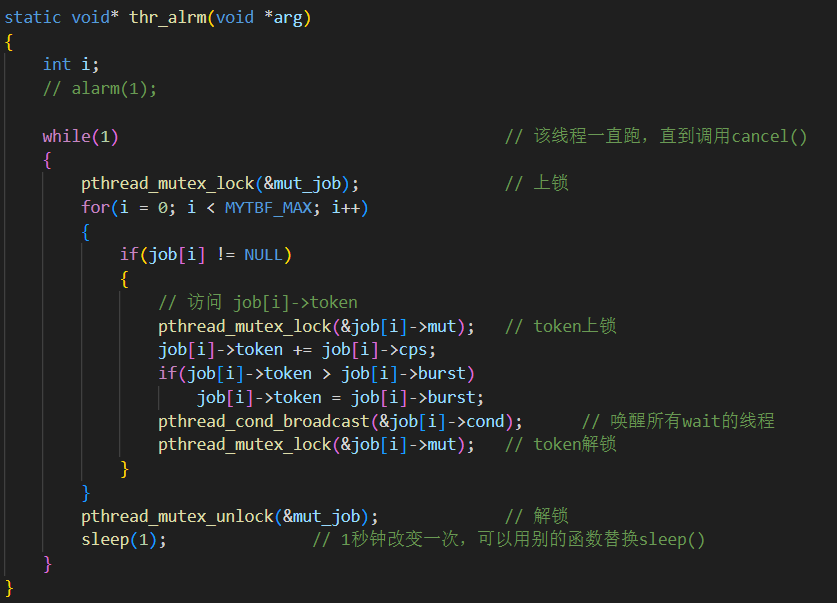 static void* thr_alrm(void *arg)
{
    int i;
    // alarm(1);

    while(1)                                        // 该线程一直跑，直到调用cancel()
    {
        pthread_mutex_lock(&mut_job);               // 上锁
        for(i = 0; i < MYTBF_MAX; i++)
        {
            if(job[i] != NULL)
            {
                // 访问 job[i]->token
                pthread_mutex_lock(&job[i]->mut);   // token上锁
                job[i]->token += job[i]->cps;
                if(job[i]->token > job[i]->burst)
                    job[i]->token = job[i]->burst;
                pthread_cond_broadcast(&job[i]->cond);      // 唤醒所有wait的线程
                pthread_mutex_lock(&job[i]->mut);   // token解锁
            }
        }
        pthread_mutex_unlock(&mut_job);             // 解锁
        sleep(1);               // 1秒钟改变一次，可以用别的函数替换sleep()
    }
}